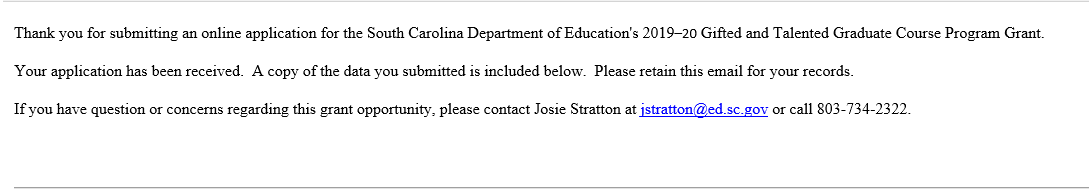 Thank you for submitting an online application for the South Carolina Department of Education's 2019–20 Gifted and Talented Graduate Course Program Grant.
Your application has been received.  A copy of the data you submitted is included below.  Please retain this email for your records.
If you have question or concerns regarding this grant opportunity, please contact Josie Stratton at jstratton@ed.sc.gov or call 803-734-2322.